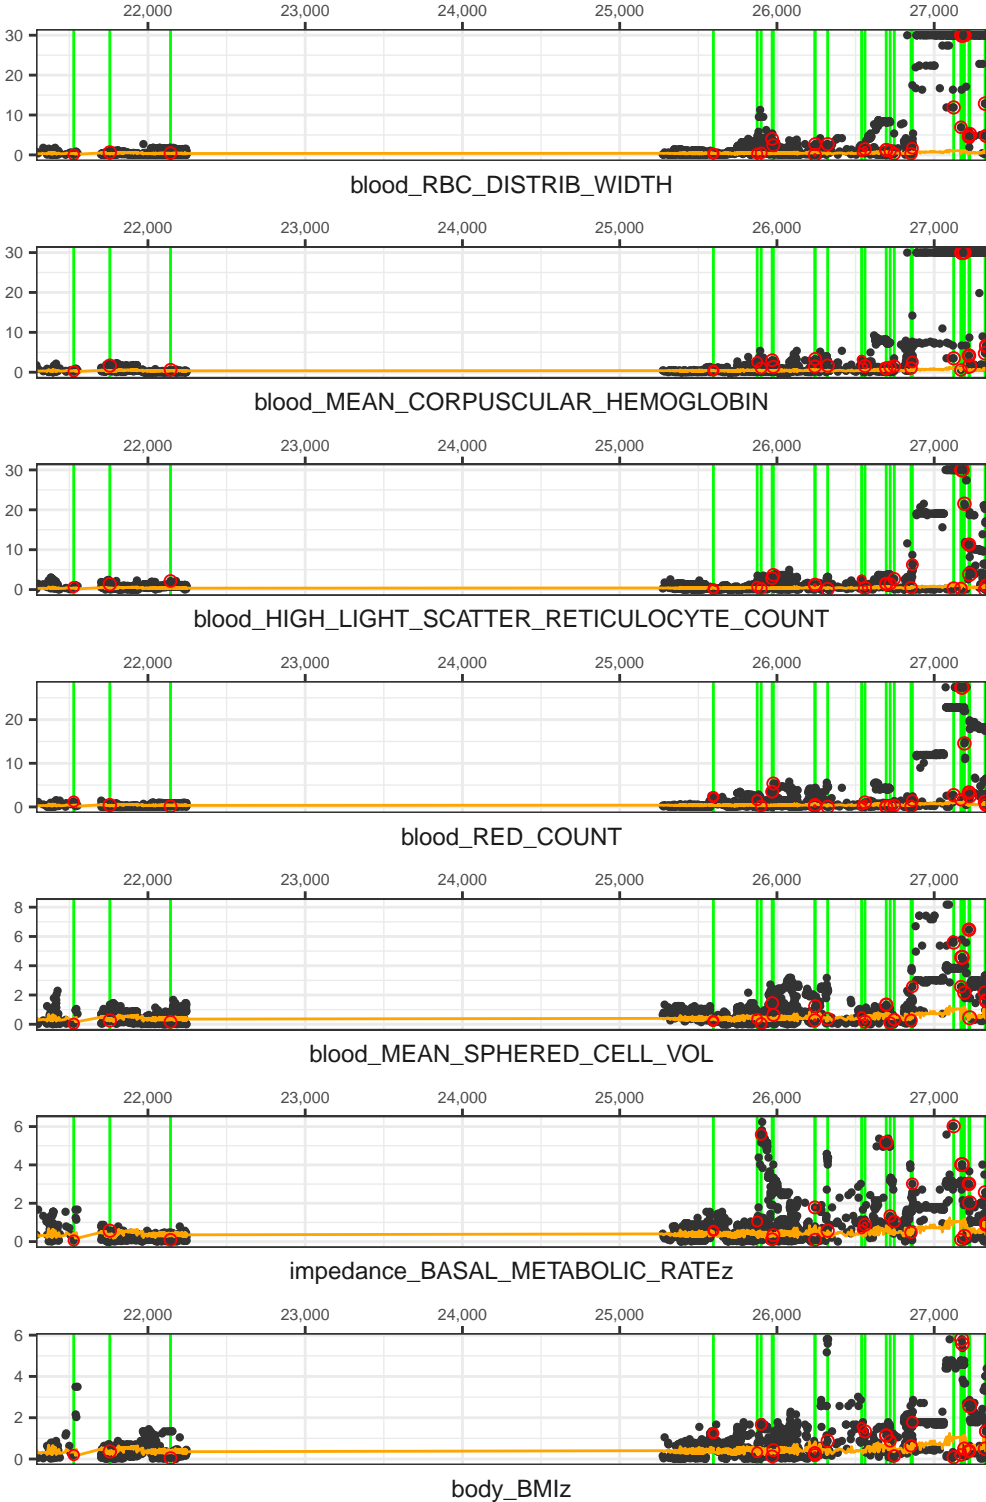 22,000 23,000 24,000 25,000 26,000 27,000
30
20
10
0
blood_RBC_DISTRIB_WIDTH
22,000 23,000 24,000 25,000 26,000 27,000
30
20
10
0
blood_MEAN_CORPUSCULAR_HEMOGLOBIN
22,000 23,000 24,000 25,000 26,000 27,000
30
20
10
0
blood_HIGH_LIGHT_SCATTER_RETICULOCYTE_COUNT
22,000 23,000 24,000 25,000 26,000 27,000
20
10
0
blood_RED_COUNT
22,000 23,000 24,000 25,000 26,000 27,000
8
6
4
2
0
blood_MEAN_SPHERED_CELL_VOL
22,000 23,000 24,000 25,000 26,000 27,000
6
4
2
0
impedance_BASAL_METABOLIC_RATEz
22,000 23,000 24,000 25,000 26,000 27,000
6
4
2
0
body_BMIz